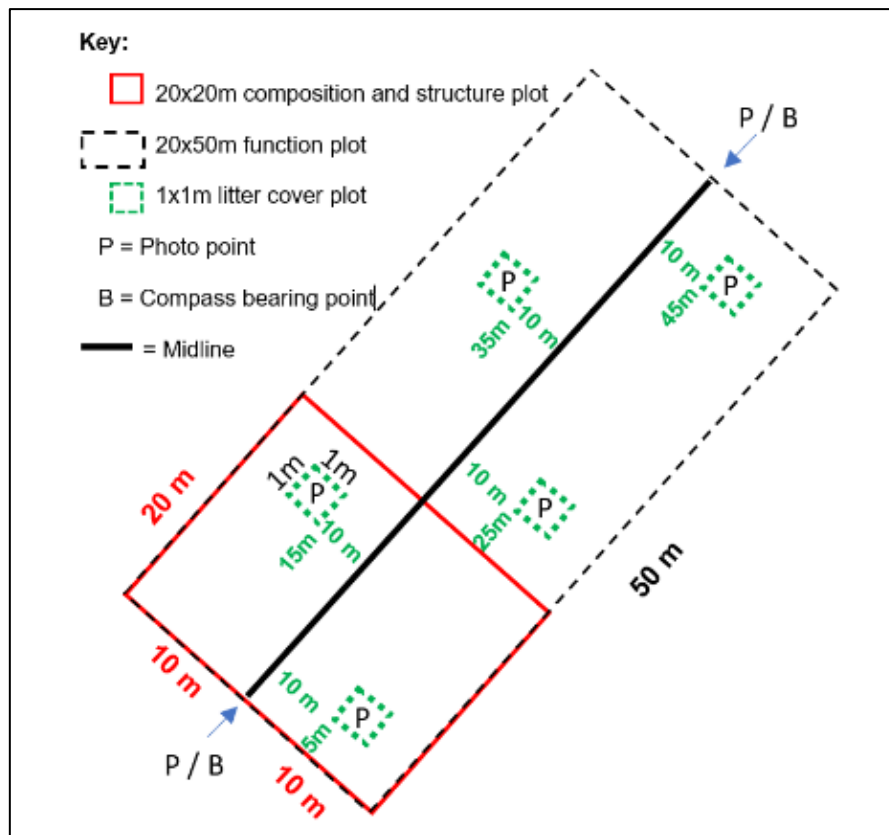 Key:
20x20m composition and structure plot
20x50m function plot
1x1m litter cover plot
P = Photo point
B = Compass bearing point
= Midline
P / B
10 m
P
45m
P
10 m
35m
1m
1m
P
10 m
15m
10 m
P
25m
20 m
50 m
10 m
10 m
P
5m
P / B
10 m